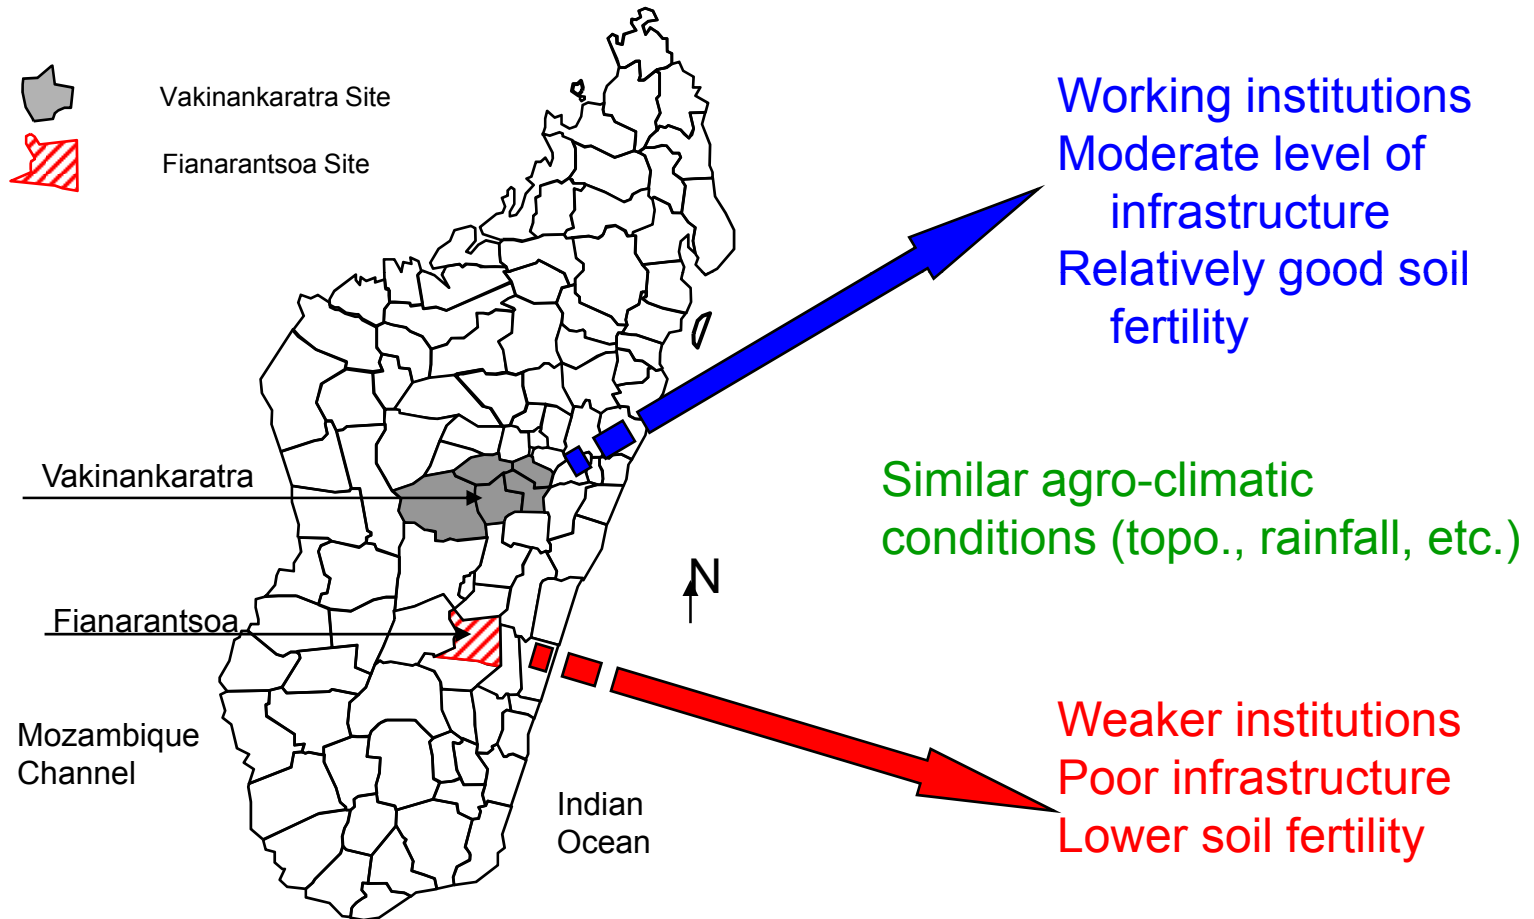 Vakinankaratra Site
Fianarantsoa Site
Working institutions
Moderate level of
infrastructure
Relatively good soil
fertility
Vakinankaratra
Similar agro-climatic
conditions (topo., rainfall, etc.)
N
Fianarantsoa
Mozambique
Channel
Indian
Ocean
Weaker institutions
Poor infrastructure
Lower soil fertility